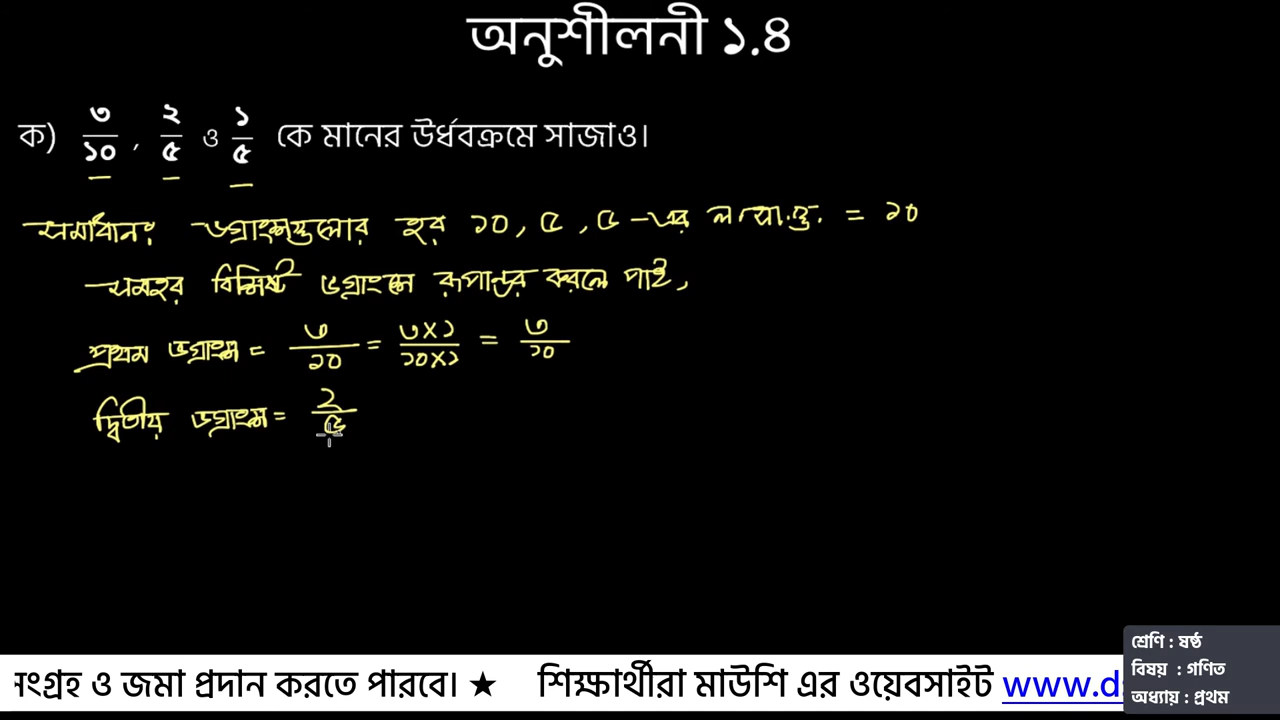 অনুশীলনী ১.৪
ক) ৩/১০ , ২/৫ ও ১/৫ কে মানের উর্ধবক্রমে সাজাও।
সমাধান: ভগ্নাংশগুলোর হর ১০, ৫, ৫ -এর ল.সা.গু. = ১০
সমহর বিশিষ্ট ভগ্নাংশে রূপান্তর করলে পাই,
প্রথম ভগ্নাংশ = ৩/১০ = ৩×১/১০×১ = ৩/১০
দ্বিতীয় ভগ্নাংশ = ২/৫
শ্রেণি : ষষ্ঠ
বিষয় : গণিত
অধ্যায় : প্রথম
সংগ্রহ ও জমা প্রদান করতে পারবে। ★ শিক্ষার্থীরা মাউশি এর ওয়েবসাইট www.d